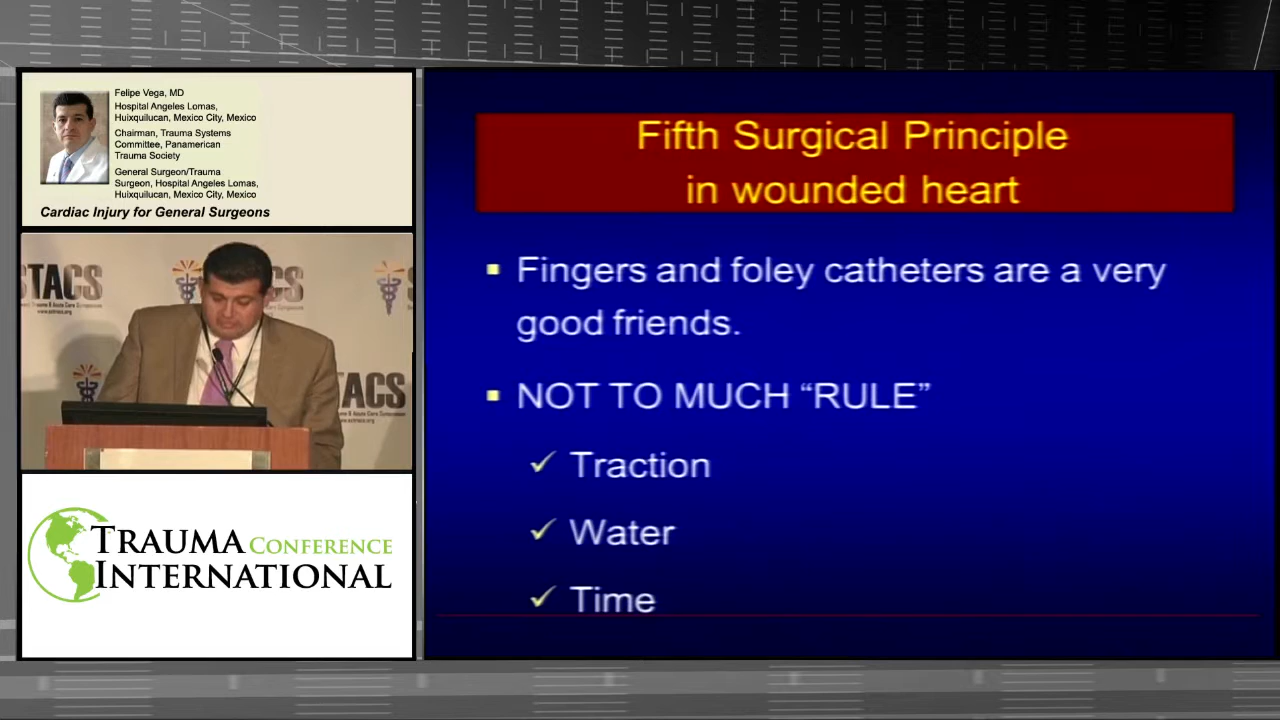 Felipe Vega, MD
Hospital Angeles Lomas,
Huixquilucan, Mexico City, Mexico
Chairman, Trauma Systems
Committee, Panamerican
Trauma Society
General Surgeon/Trauma
Surgeon, Hospital Angeles Lomas,
Huixquilucan, Mexico City, Mexico
Cardiac Injury for General Surgeons
STACS
CS
TACS
TRAUMA CONFERENCE
INTERNATIONAL
Fifth Surgical Principle
in wounded heart
▪ Fingers and foley catheters are a very
good friends.
▪ NOT TO MUCH “RULE”
✓ Traction
✓ Water
✓ Time